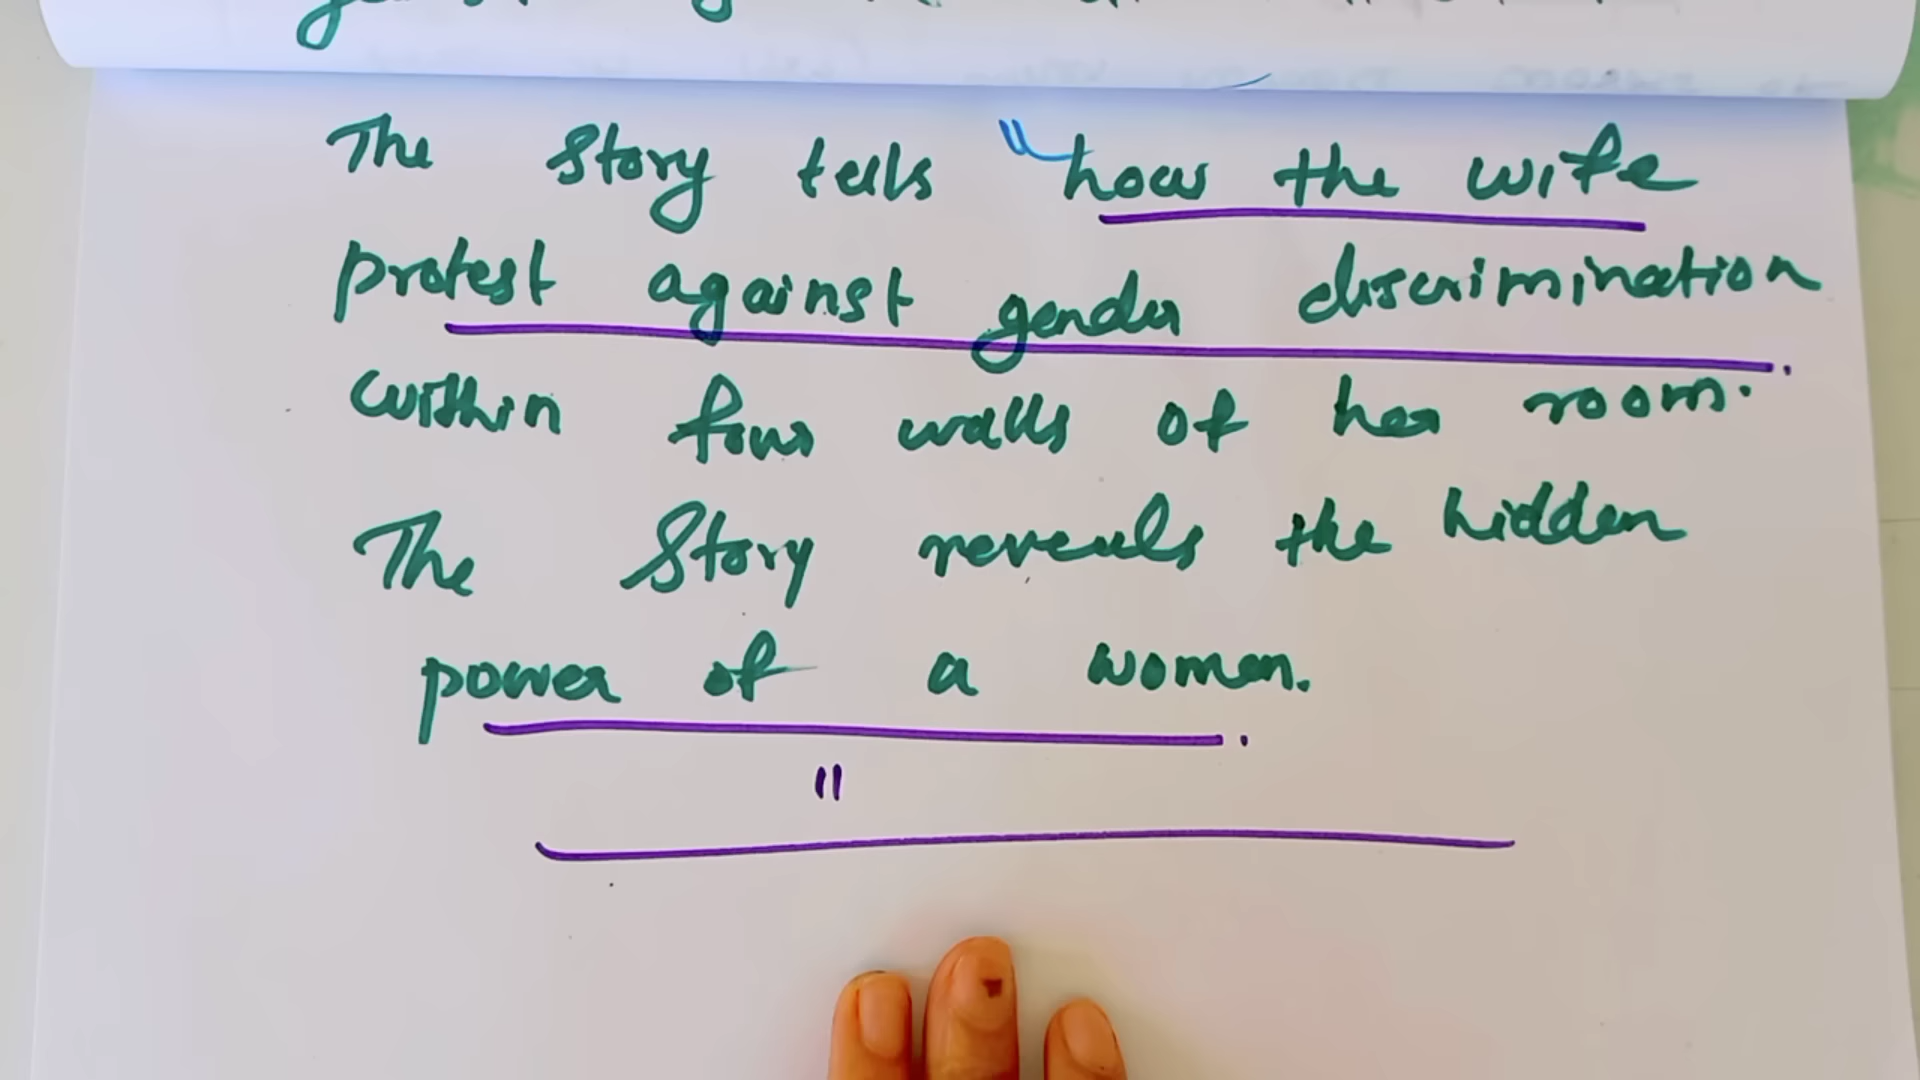 The Story tells "how the wife
protest against gender discrimination
within four walls of her room.
The Story reveals the hidden
power of a woman.
"